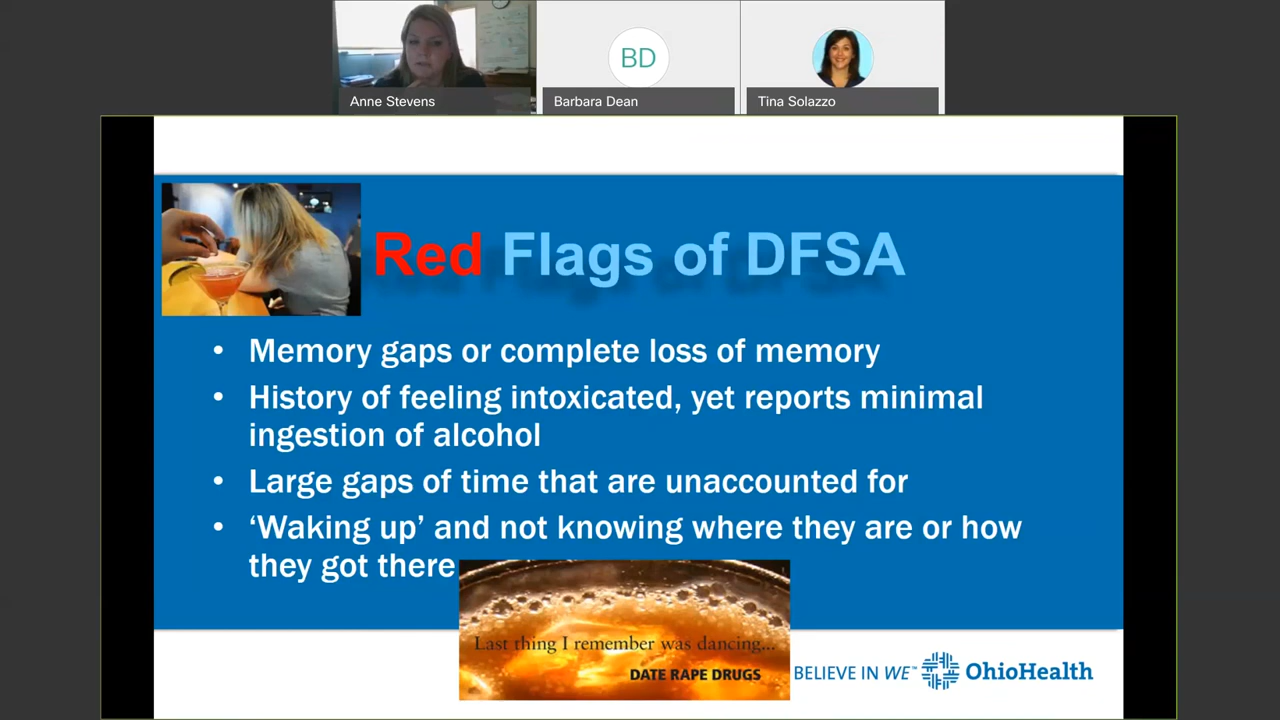 Anne Stevens
BD
Barbara Dean
Tina Solazzo
Red Flags of DFSA
• Memory gaps or complete loss of memory
• History of feeling intoxicated, yet reports minimal
ingestion of alcohol
• Large gaps of time that are unaccounted for
• ‘Waking up’ and not knowing where they are or how
they got there
Last thing I remember was dancing...
DATE RAPE DRUGS
BELIEVE IN WE™ OhioHealth